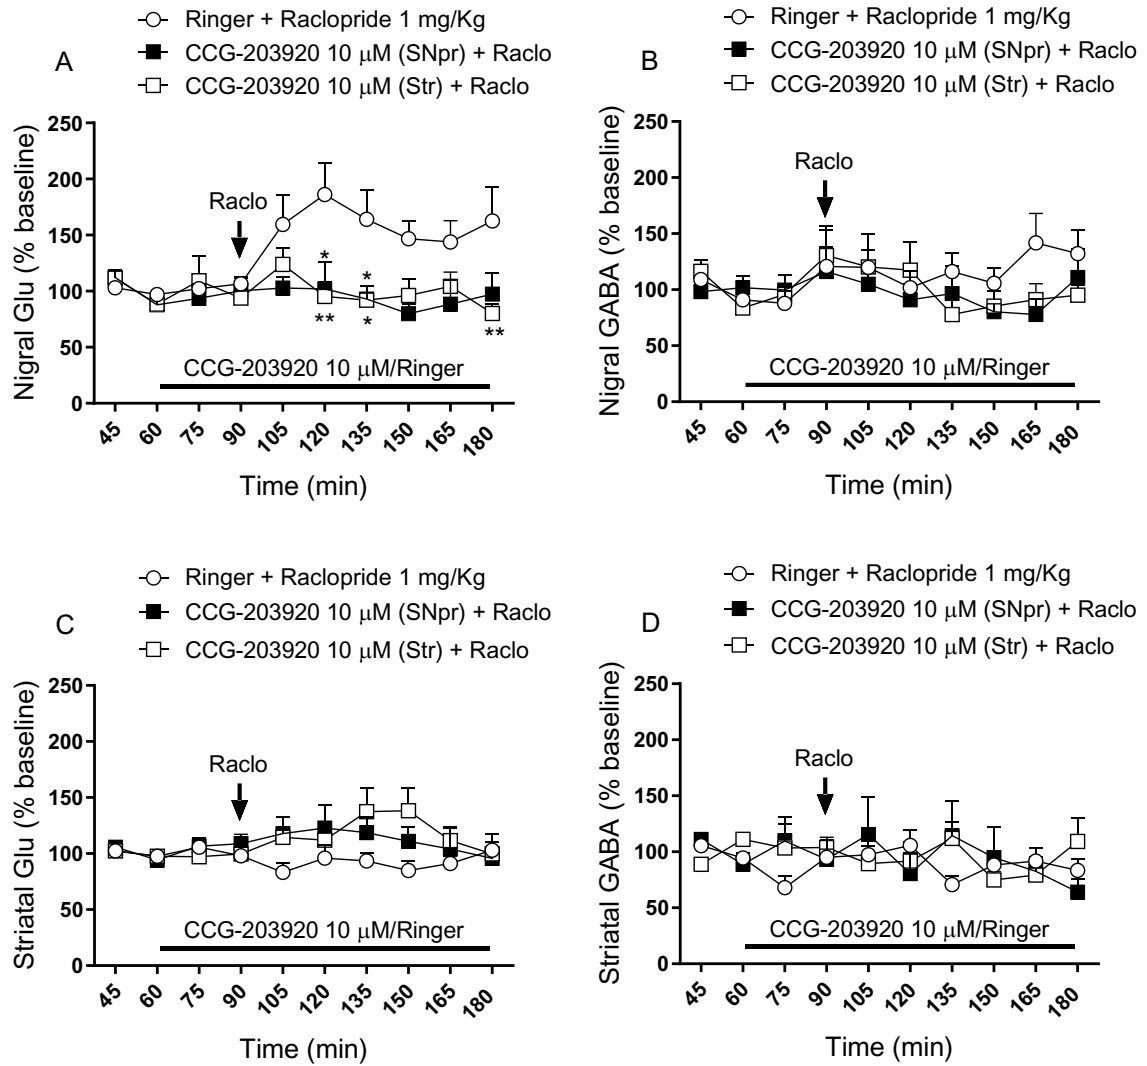 A
Ringer + Raclopride 1 mg/Kg
CCG-203920 10 μM (SNpr) + Raclo
CCG-203920 10 μM (Str) + Raclo
Nigral Glu (% baseline)
250
200
150
100
50
0
Raclo
*
*
**
*
**
CCG-203920 10 μM/Ringer
45 60 75 90 105 120 135 150 165 180
Time (min)
B
Ringer + Raclopride 1 mg/Kg
CCG-203920 10 μM (SNpr) + Raclo
CCG-203920 10 μM (Str) + Raclo
Nigral GABA (% baseline)
250
200
150
100
50
0
Raclo
CCG-203920 10 μM/Ringer
45 60 75 90 105 120 135 150 165 180
Time (min)
C
Ringer + Raclopride 1 mg/Kg
CCG-203920 10 μM (SNpr) + Raclo
CCG-203920 10 μM (Str) + Raclo
Striatal Glu (% baseline)
250
200
150
100
50
0
Raclo
CCG-203920 10 μM/Ringer
45 60 75 90 105 120 135 150 165 180
Time (min)
D
Ringer + Raclopride 1 mg/Kg
CCG-203920 10 μM (SNpr) + Raclo
CCG-203920 10 μM (Str) + Raclo
Striatal GABA (% baseline)
250
200
150
100
50
0
Raclo
CCG-203920 10 μM/Ringer
45 60 75 90 105 120 135 150 165 180
Time (min)